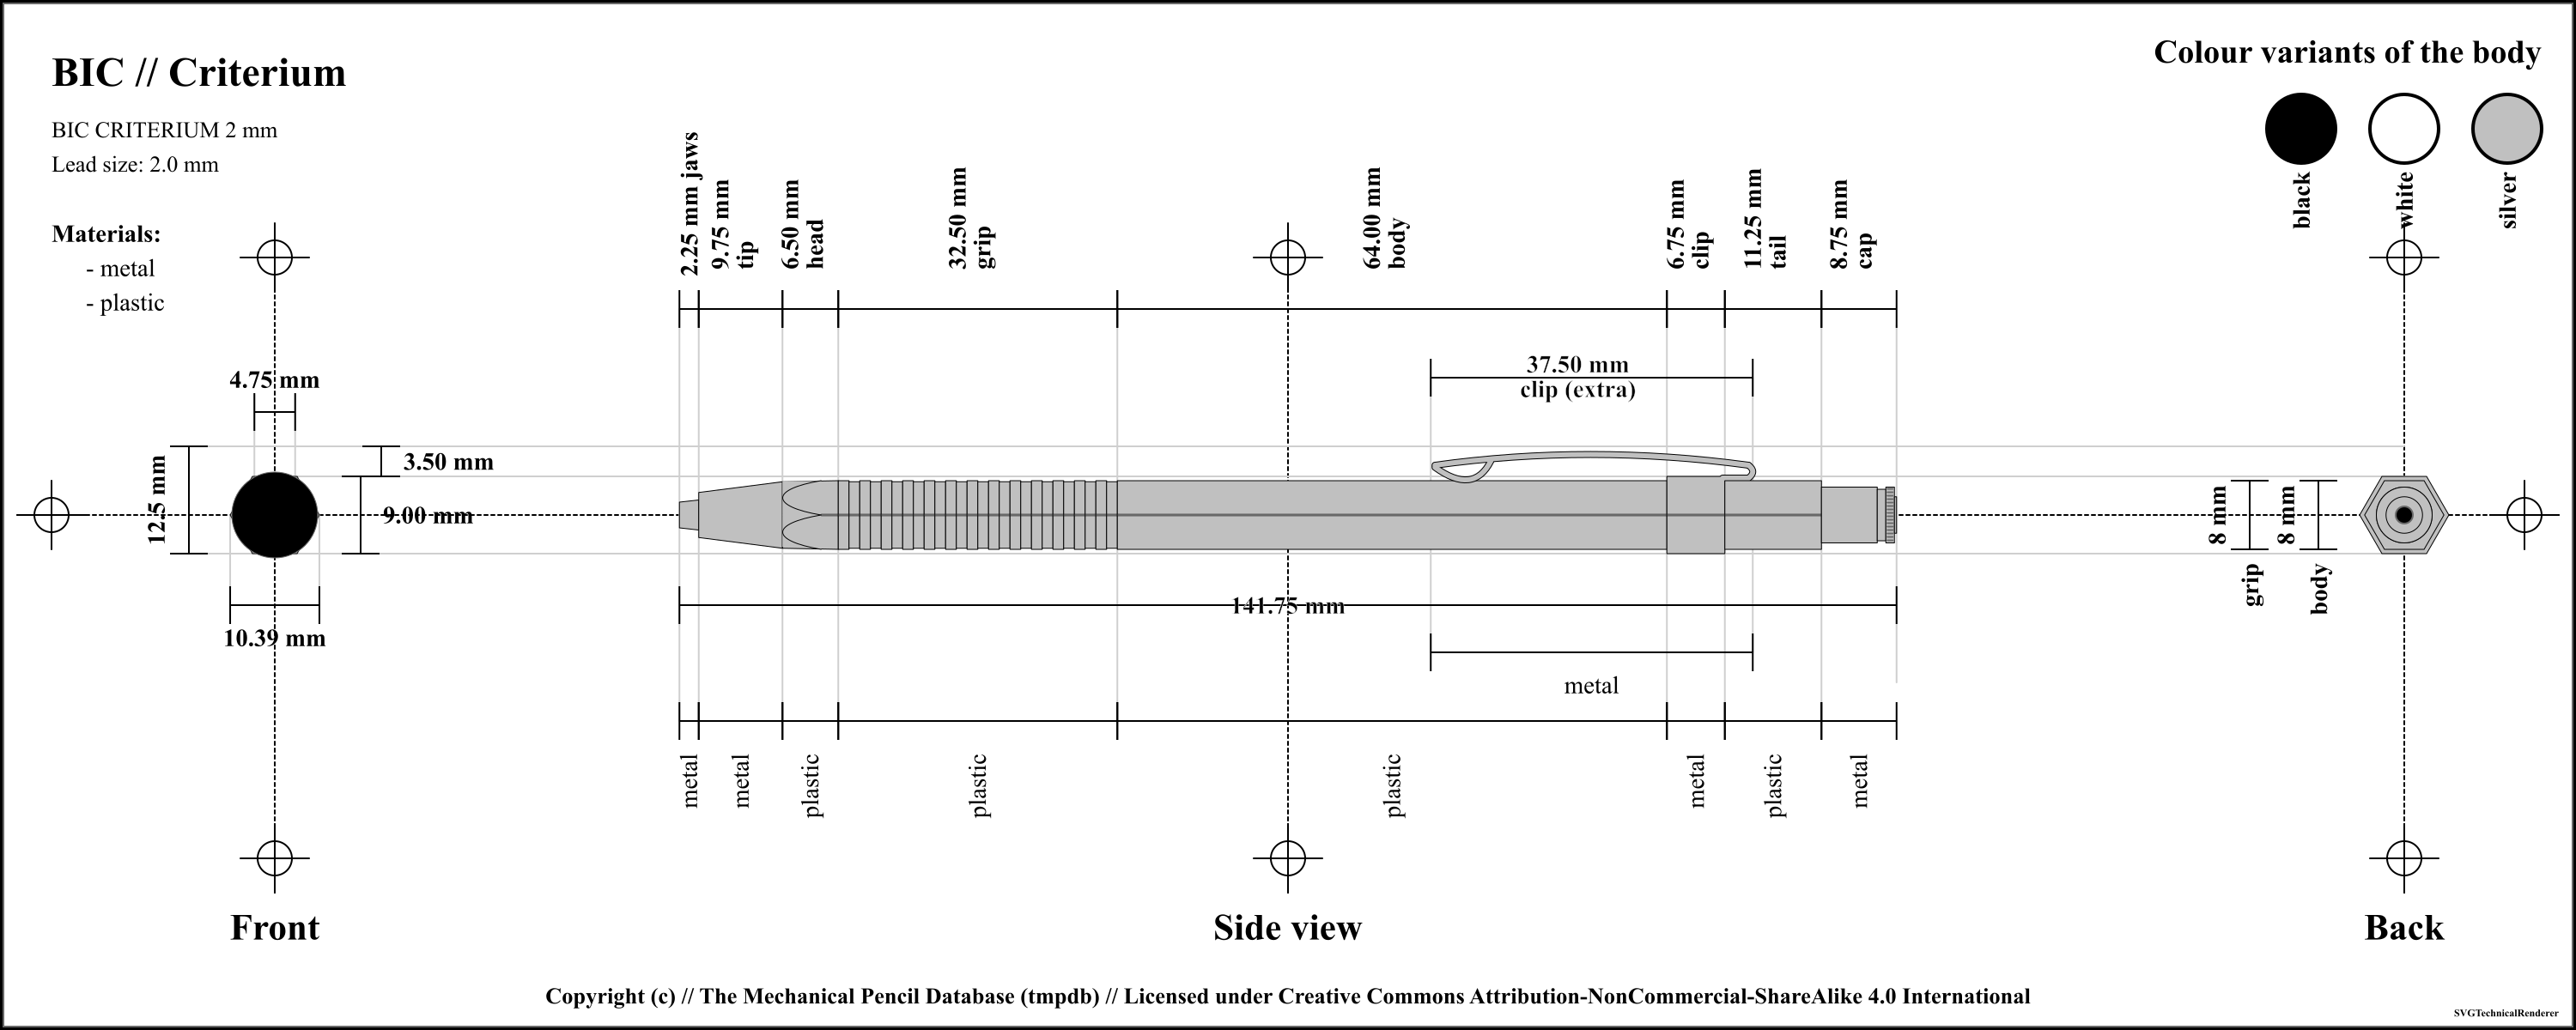 BIC // Criterium
BIC CRITERIUM 2 mm
Lead size: 2.0 mm
Materials:
- metal
- plastic
Colour variants of the body
black
white
silver
2.25 mm jaws
9.75 mm
tip
6.50 mm
head
32.50 mm
grip
64.00 mm
body
6.75 mm
clip
11.25 mm
tail
8.75 mm
cap
37.50 mm
clip (extra)
4.75 mm
3.50 mm
12.5 mm
9.00 mm
10.39 mm
141.75 mm
8 mm
8 mm
grip
body
metal
metal
metal
plastic
plastic
plastic
metal
plastic
metal
Front
Side view
Back
Copyright (c) // The Mechanical Pencil Database (tmpdb) // Licensed under Creative Commons Attribution-NonCommercial-ShareAlike 4.0 International
SVGTechnicalRenderer